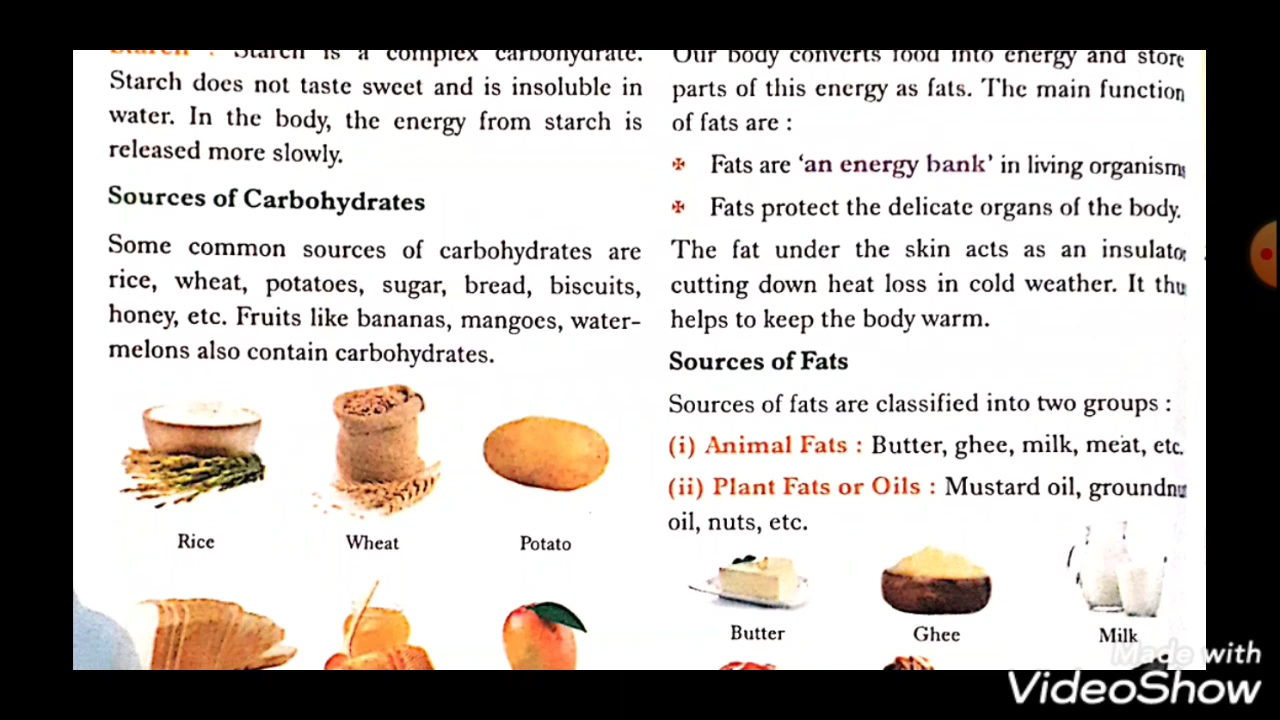 Starch : Starch is a complex carbohydrate.
Starch does not taste sweet and is insoluble in
water. In the body, the energy from starch is
released more slowly.
Sources of Carbohydrates
Some common sources of carbohydrates are
rice, wheat, potatoes, sugar, bread, biscuits,
honey, etc. Fruits like bananas, mangoes, water-
melons also contain carbohydrates.
Rice
Wheat
Potato
Our body converts food into energy and store
parts of this energy as fats. The main function
of fats are :
Fats are ‘an energy bank’ in living organism
Fats protect the delicate organs of the body.
The fat under the skin acts as an insulato
cutting down heat loss in cold weather. It thu
helps to keep the body warm.
Sources of Fats
Sources of fats are classified into two groups :
(i) Animal Fats : Butter, ghee, milk, meat, etc.
(ii) Plant Fats or Oils : Mustard oil, groundnu
oil, nuts, etc.
Butter
Ghee
Milk
Made with
VideoShow